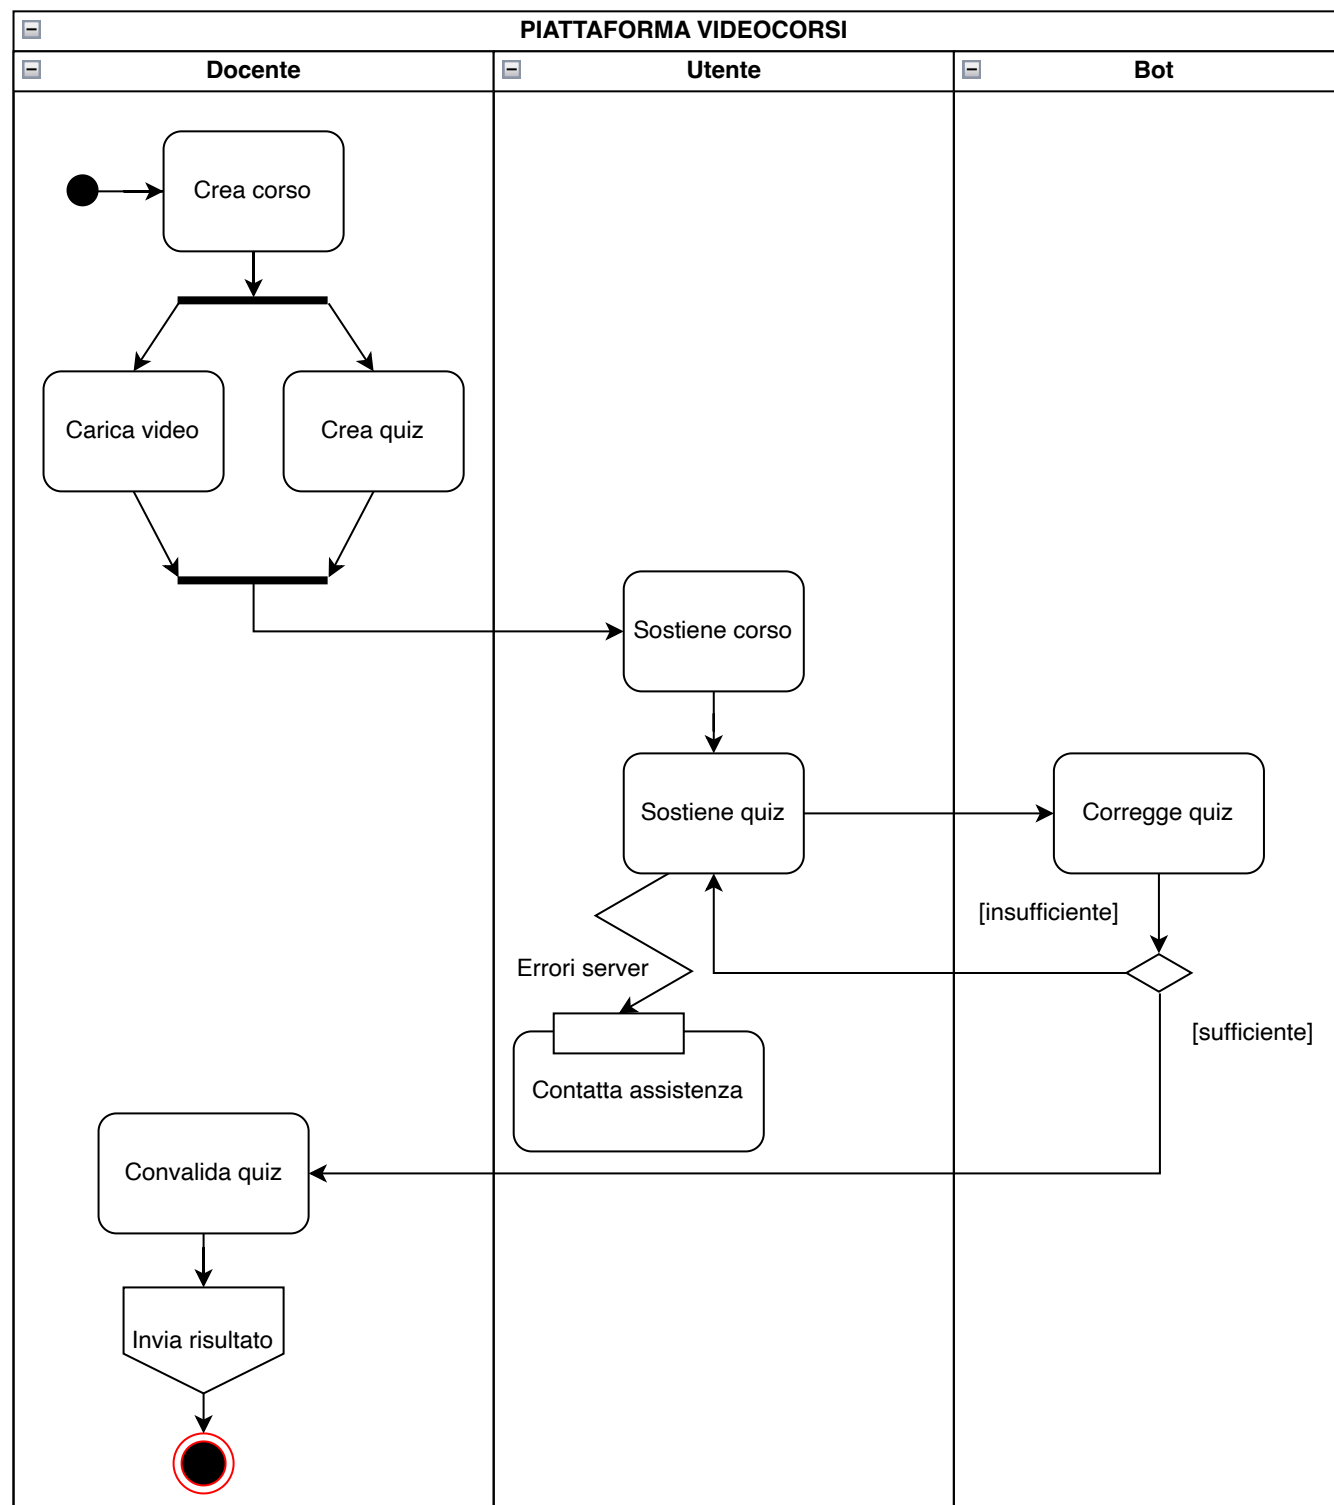 PIATTAFORMA VIDEOCORSI
Docente
Utente
Bot
Crea corso
Carica video
Crea quiz
Sostiene corso
Sostiene quiz
Corregge quiz
[insufficiente]
Errori server
[sufficiente]
Contatta assistenza
Convalida quiz
Invia risultato